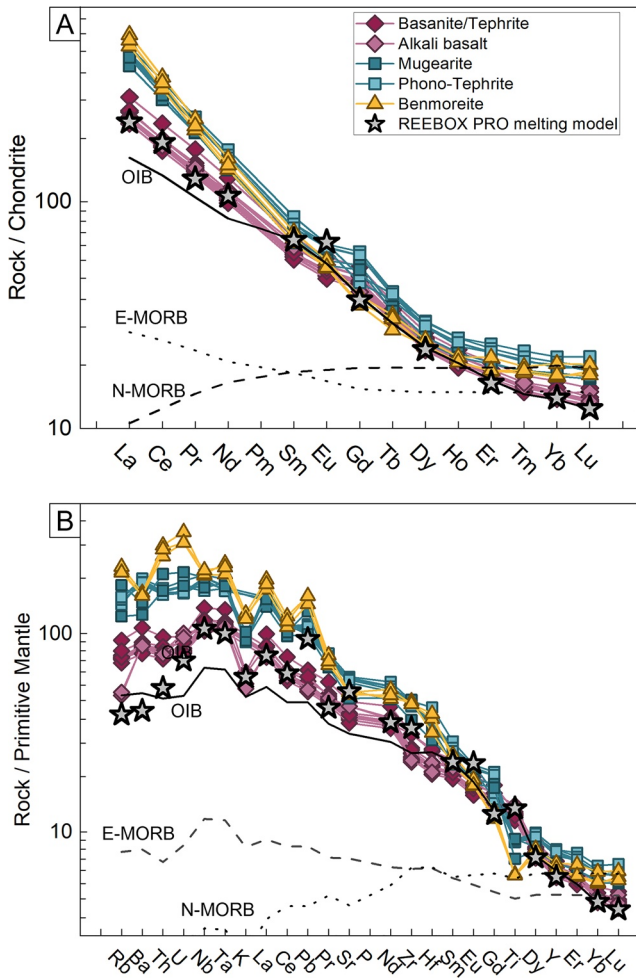 A
Basanite/Tephrite
Alkali basalt
Mugearite
Phono-Tephrite
Benmoreite
REEBOX PRO melting model
Rock / Chondrite
100
10
OIB
E-MORB
N-MORB
La Ce Pr Nd Pm Sm Eu Gd Tb Dy Ho Er Tm Yb Lu
B
Rock / Primitive Mantle
100
10
OIB
OIB
E-MORB
N-MORB
Rb Ba Th U Nb Ta K La Ce Pb Pr Sr P Nd Zr Hf Sm Eu Gd Ti Dy Y Er Yb Lu